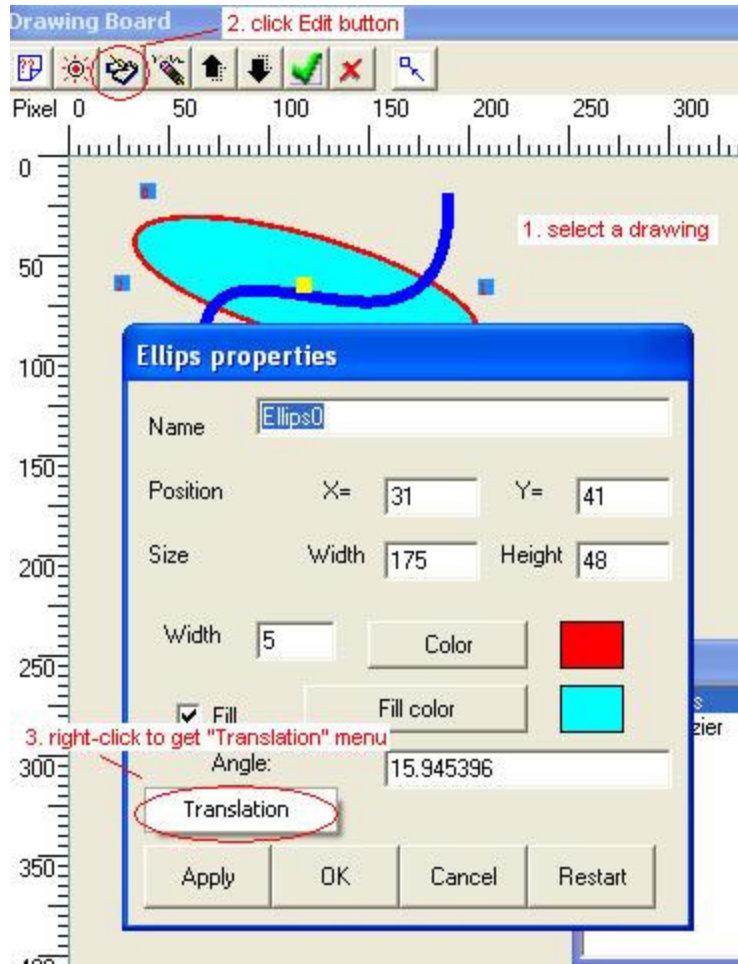 Drawing Board
2. click Edit button
Pixel 0 50 100 150 200 250 300
0
1. select a drawing
50
Ellips properties
100
Name Ellips0
150
Position X= 31 Y= 41
Size Width 175 Height 48
200
Width 5 Color
250
Fill Fill color
s
zier
3. right-click to get "Translation" menu
300
Angle: 15.945396
Translation
350
Apply OK Cancel Restart